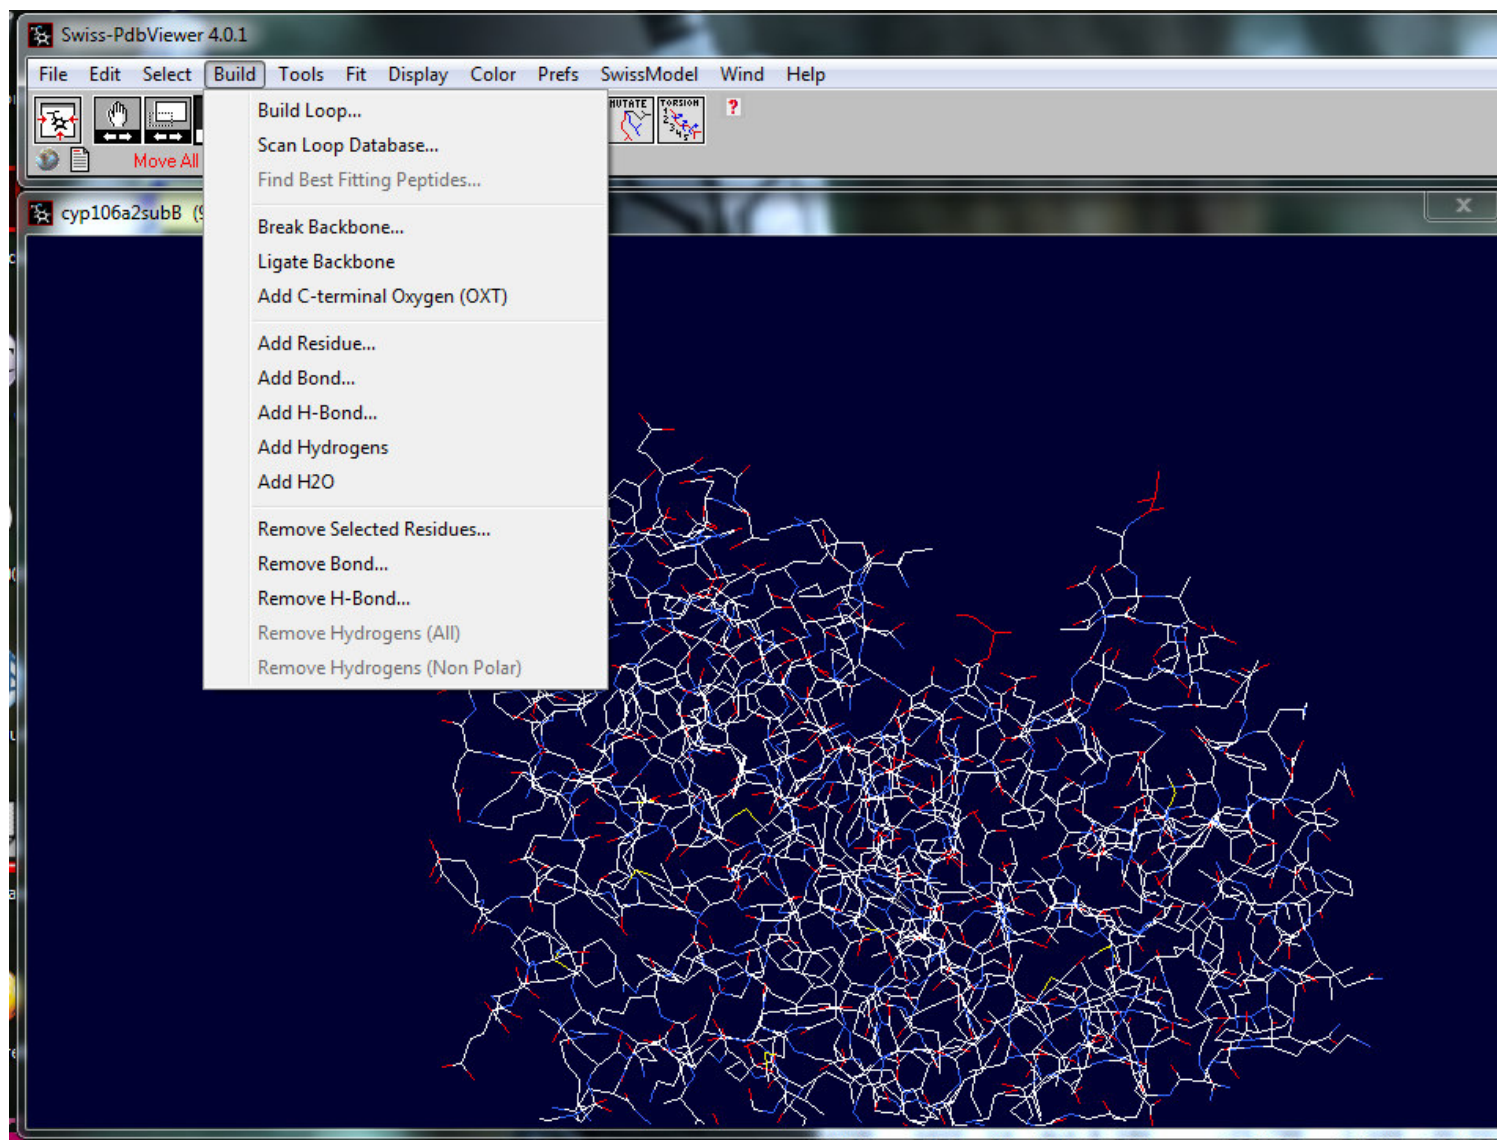 Swiss-PdbViewer 4.0.1
File Edit Select Build Tools Fit Display Color Prefs SwissModel Wind Help
MUTATE TORSION
?
Move All
cyp106a2subB
Build Loop...
Scan Loop Database...
Find Best Fitting Peptides...
Break Backbone...
Ligate Backbone
Add C-terminal Oxygen (OXT)
Add Residue...
Add Bond...
Add H-Bond...
Add Hydrogens
Add H2O
Remove Selected Residues...
Remove Bond...
Remove H-Bond...
Remove Hydrogens (All)
Remove Hydrogens (Non Polar)